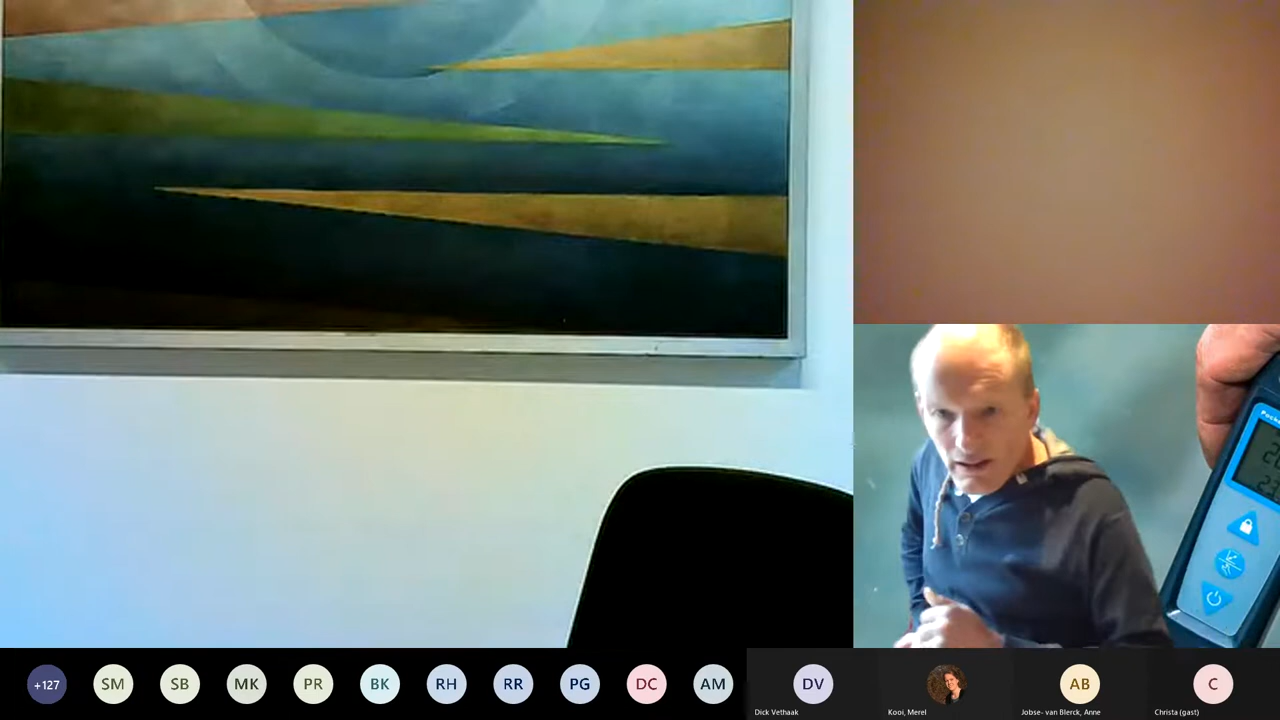 +127
SM
SB
MK
PR
BK
RH
RR
PG
DC
AM
DV
AB
C
Dick Vethaak
Kooi, Merel
Jobse- van Blerck, Anne
Christa (gast)